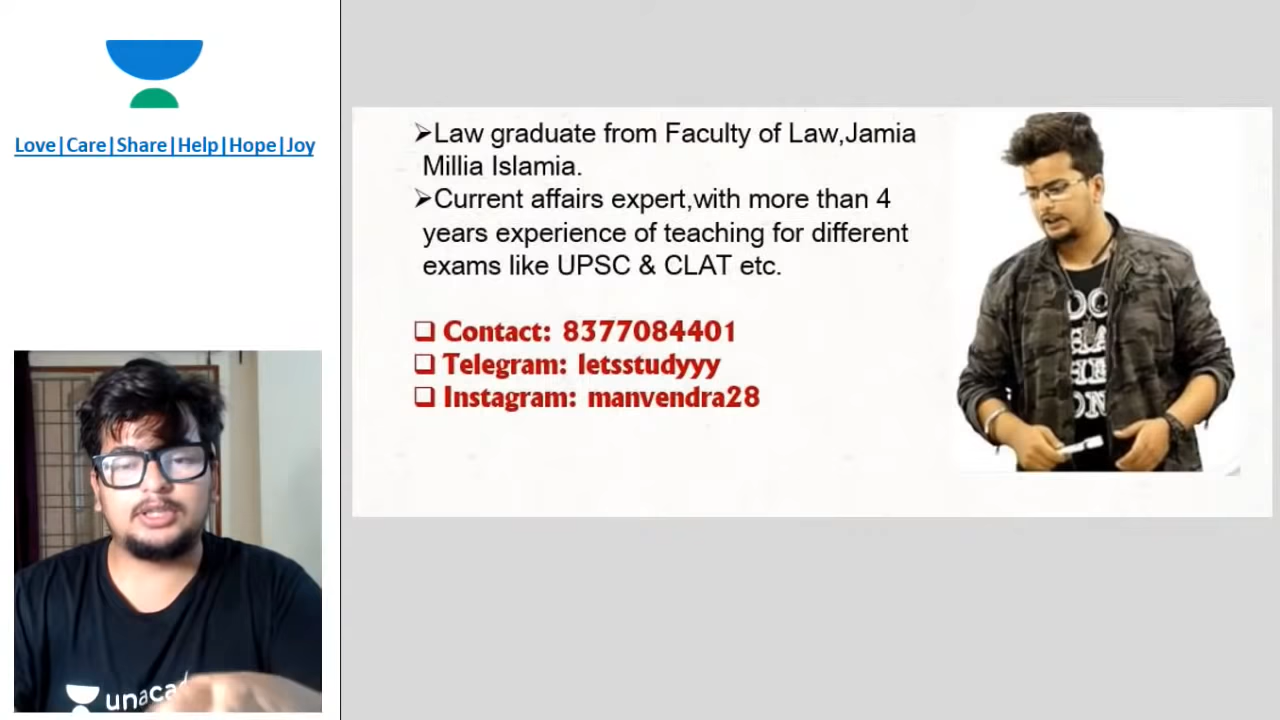 Love|Care|Share|Help|Hope|Joy
➢Law graduate from Faculty of Law,Jamia
Millia Islamia.
➢Current affairs expert,with more than 4
years experience of teaching for different
exams like UPSC & CLAT etc.
❑ Contact: 8377084401
❑ Telegram: letsstudyyy
❑ Instagram: manvendra28
unacad